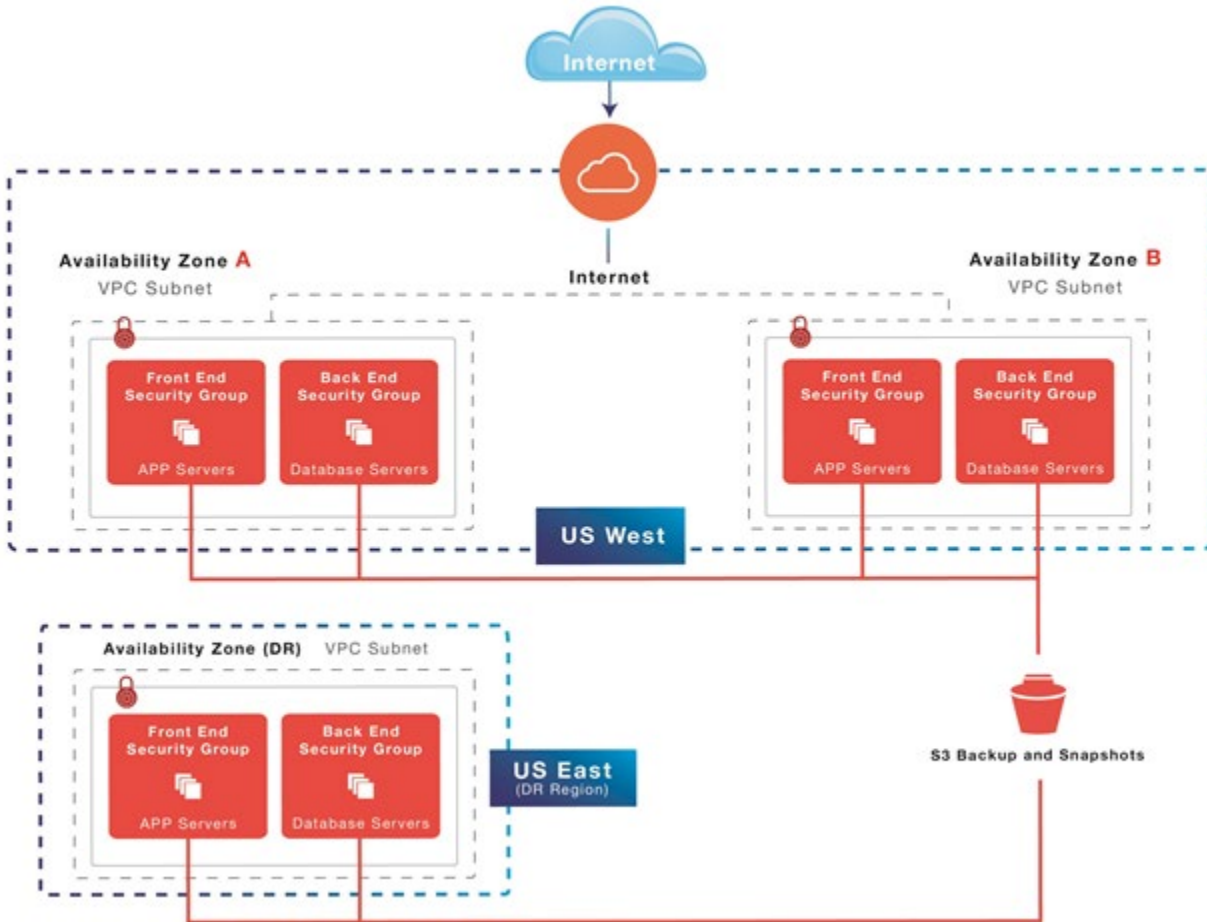 Internet
Availability Zone A
VPC Subnet
Internet
Availability Zone B
VPC Subnet
Front End
Security Group
APP Servers
Back End
Security Group
Database Servers
Front End
Security Group
APP Servers
Back End
Security Group
Database Servers
US West
Availability Zone (DR) VPC Subnet
Front End
Security Group
APP Servers
Back End
Security Group
Database Servers
US East
(DR Region)
S3 Backup and Snapshots